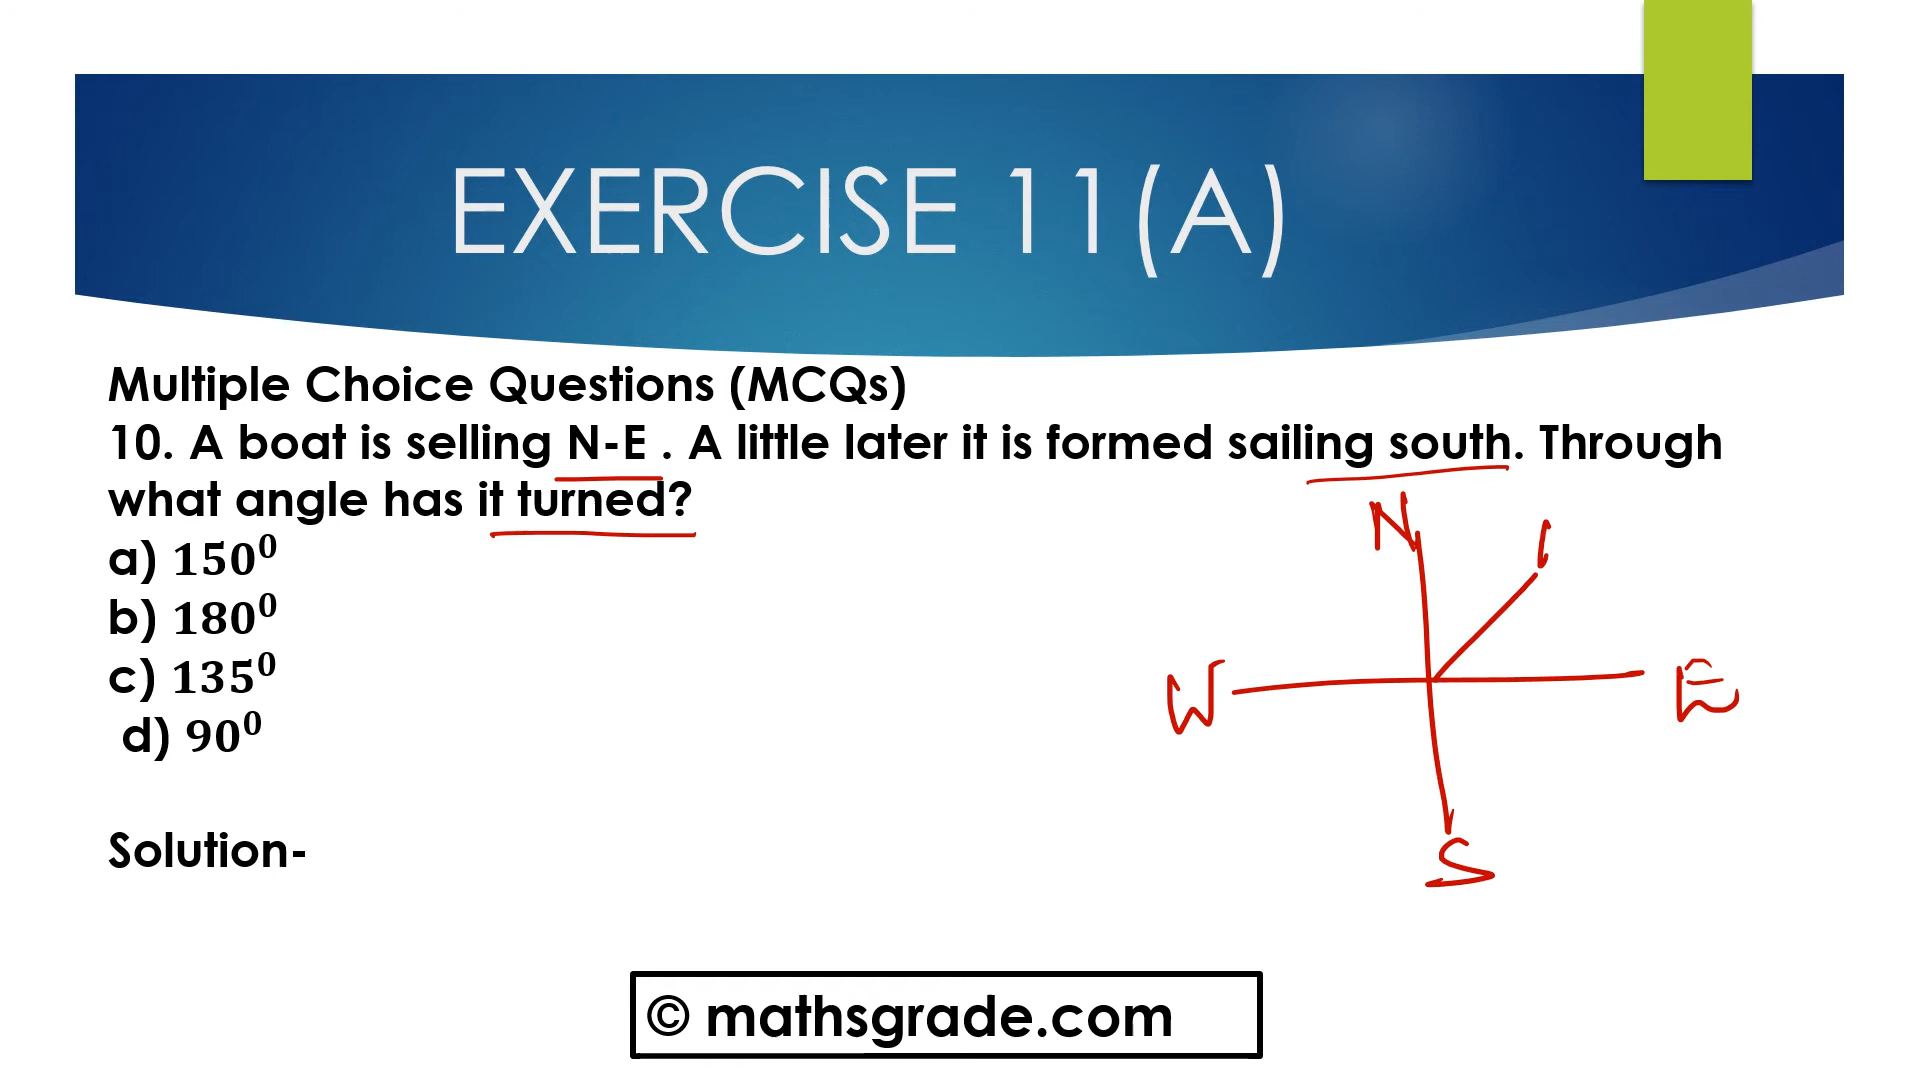 EXERCISE 11(A)
Multiple Choice Questions (MCQs)
10. A boat is selling N-E . A little later it is formed sailing south. Through
what angle has it turned?
a) 150⁰
b) 180⁰
c) 135⁰
d) 90⁰
N
W
E
S
Solution-
© mathsgrade.com